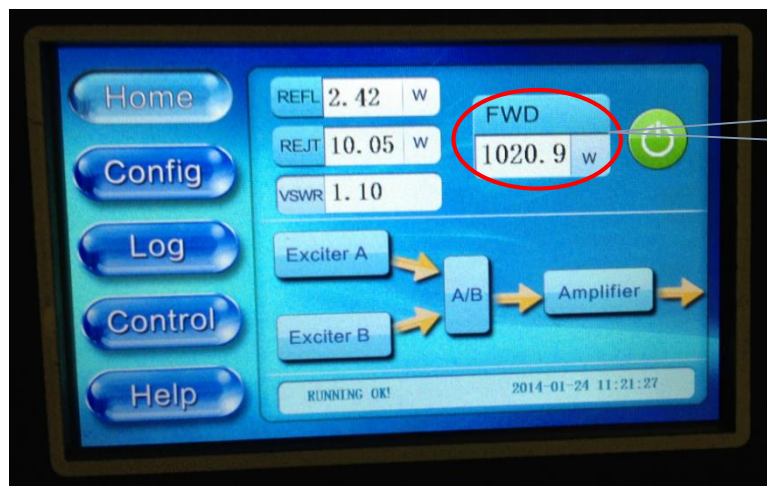 Home
Config
Log
Control
Help
REFL 2.42 W
REJT 10.05 W
VSWR 1.10
FWD
1020.9 W
Exciter A
Exciter B
A/B
Amplifier
RUNNING OK! 2014-01-24 11:21:27